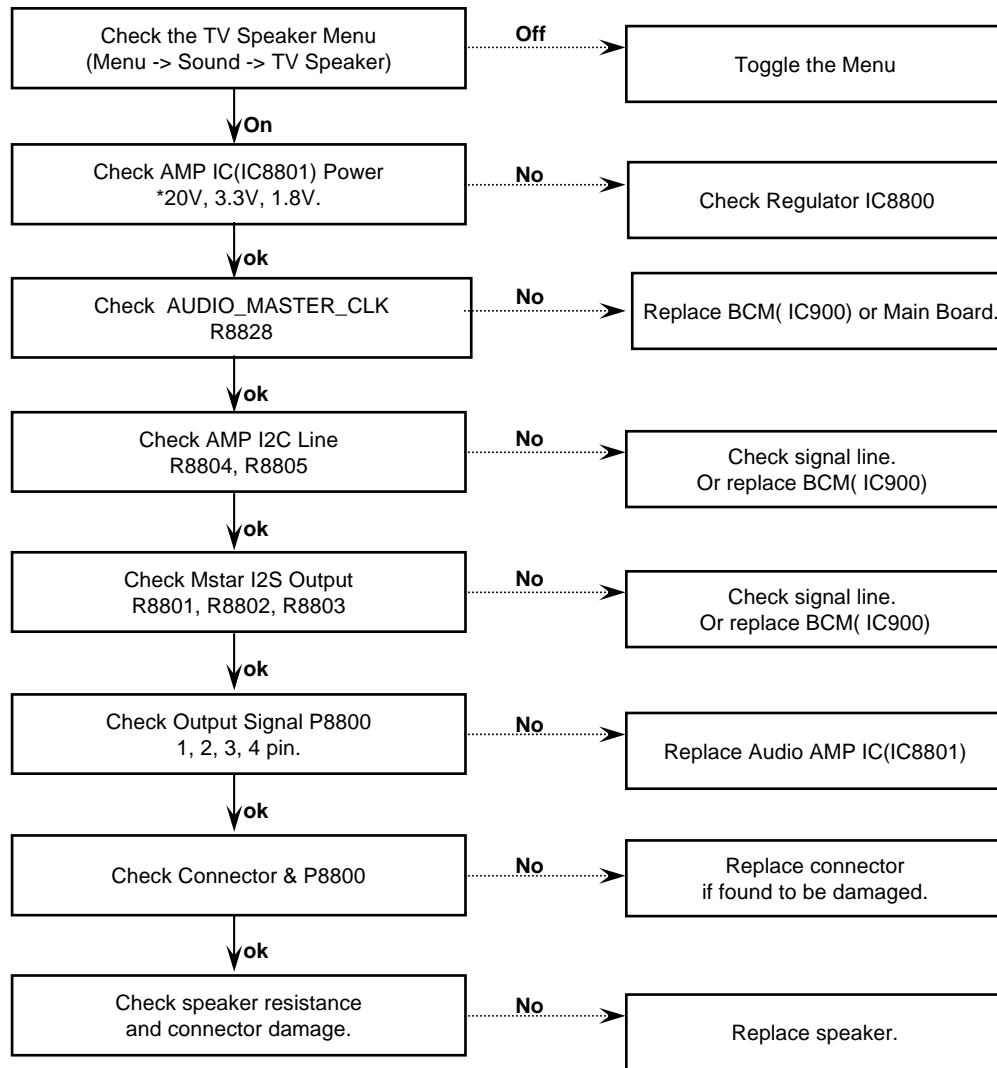 Check the TV Speaker Menu
(Menu -> Sound -> TV Speaker)
Off
Toggle the Menu
On
Check AMP IC(IC8801) Power
*20V, 3.3V, 1.8V.
No
Check Regulator IC8800
ok
Check AUDIO_MASTER_CLK
R8828
No
Replace BCM( IC900) or Main Board.
ok
Check AMP I2C Line
R8804, R8805
No
Check signal line.
Or replace BCM( IC900)
ok
Check Mstar I2S Output
R8801, R8802, R8803
No
Check signal line.
Or replace BCM( IC900)
ok
Check Output Signal P8800
1, 2, 3, 4 pin.
No
Replace Audio AMP IC(IC8801)
ok
Check Connector & P8800
No
Replace connector
if found to be damaged.
ok
Check speaker resistance
and connector damage.
No
Replace speaker.